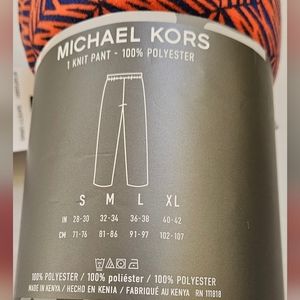 MICHAEL KORS
1 KNIT PANT - 100% POLYESTER
S M L XL
IN 28-30 32-34 36-38 40-42
CM 71-76 81-86 91-97 102-107
100% POLYESTER / 100% poliéster / 100% POLYESTER
MADE IN KENYA / HECHO EN KENIA / FABRIQUÉ AU KENYA RN 111818